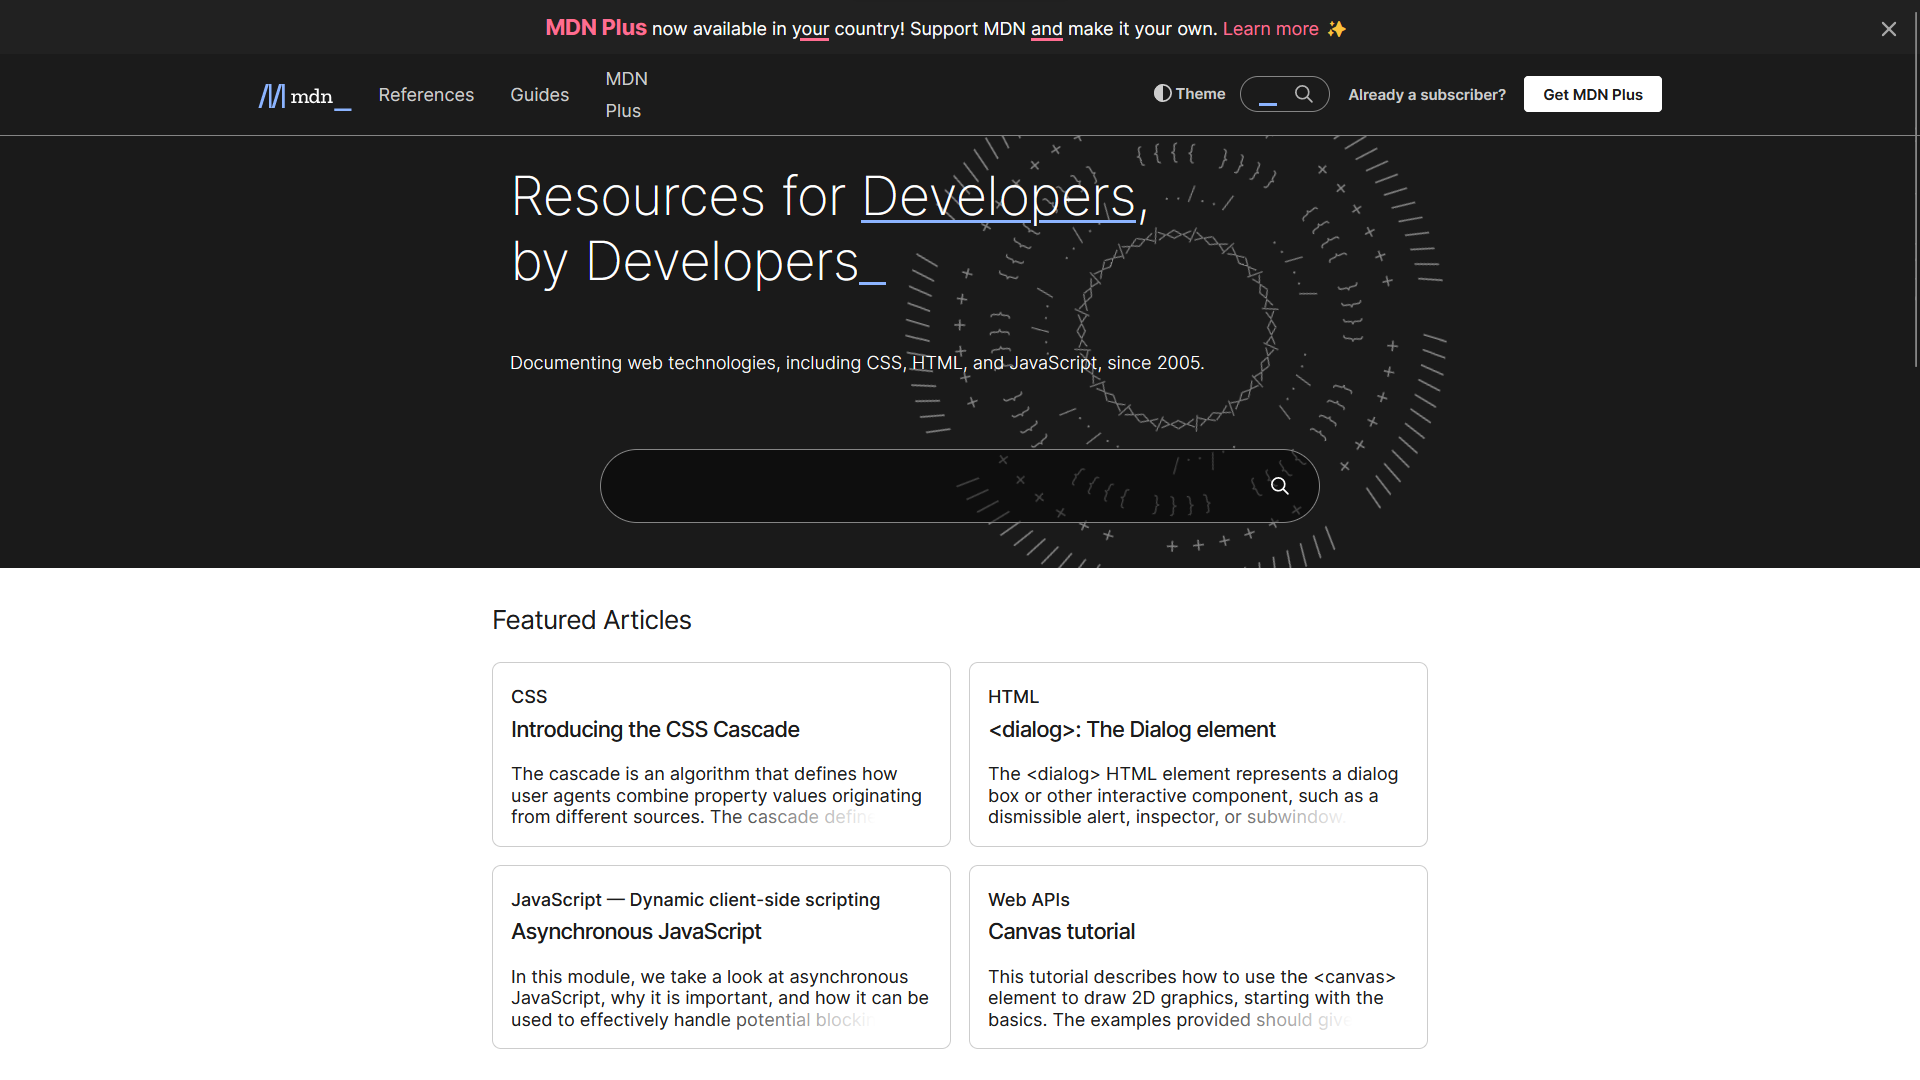 MDN Plus now available in your country! Support MDN and make it your own. Learn more ✨
mdn_
References
Guides
MDN
Plus
Theme
Already a subscriber?
Get MDN Plus
Resources for Developers,
by Developers_
Documenting web technologies, including CSS, HTML, and JavaScript, since 2005.
Featured Articles
CSS
Introducing the CSS Cascade
The cascade is an algorithm that defines how
user agents combine property values originating
from different sources. The cascade
HTML
<dialog>: The Dialog element
The <dialog> HTML element represents a dialog
box or other interactive component, such as a
dismissible alert, inspector, or subwindow.
JavaScript — Dynamic client-side scripting
Asynchronous JavaScript
In this module, we take a look at asynchronous
JavaScript, why it is important, and how it can be
used to effectively handle potential
Web APIs
Canvas tutorial
This tutorial describes how to use the <canvas>
element to draw 2D graphics, starting with the
basics. The examples provided should